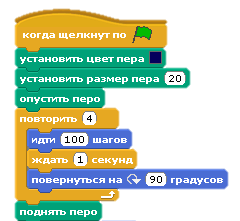 когда щелкнут по
установить цвет пера
установить размер пера 20
опустить перо
повторить 4
идти 100 шагов
ждать 1 секунд
повернуться на 90 градусов
поднять перо